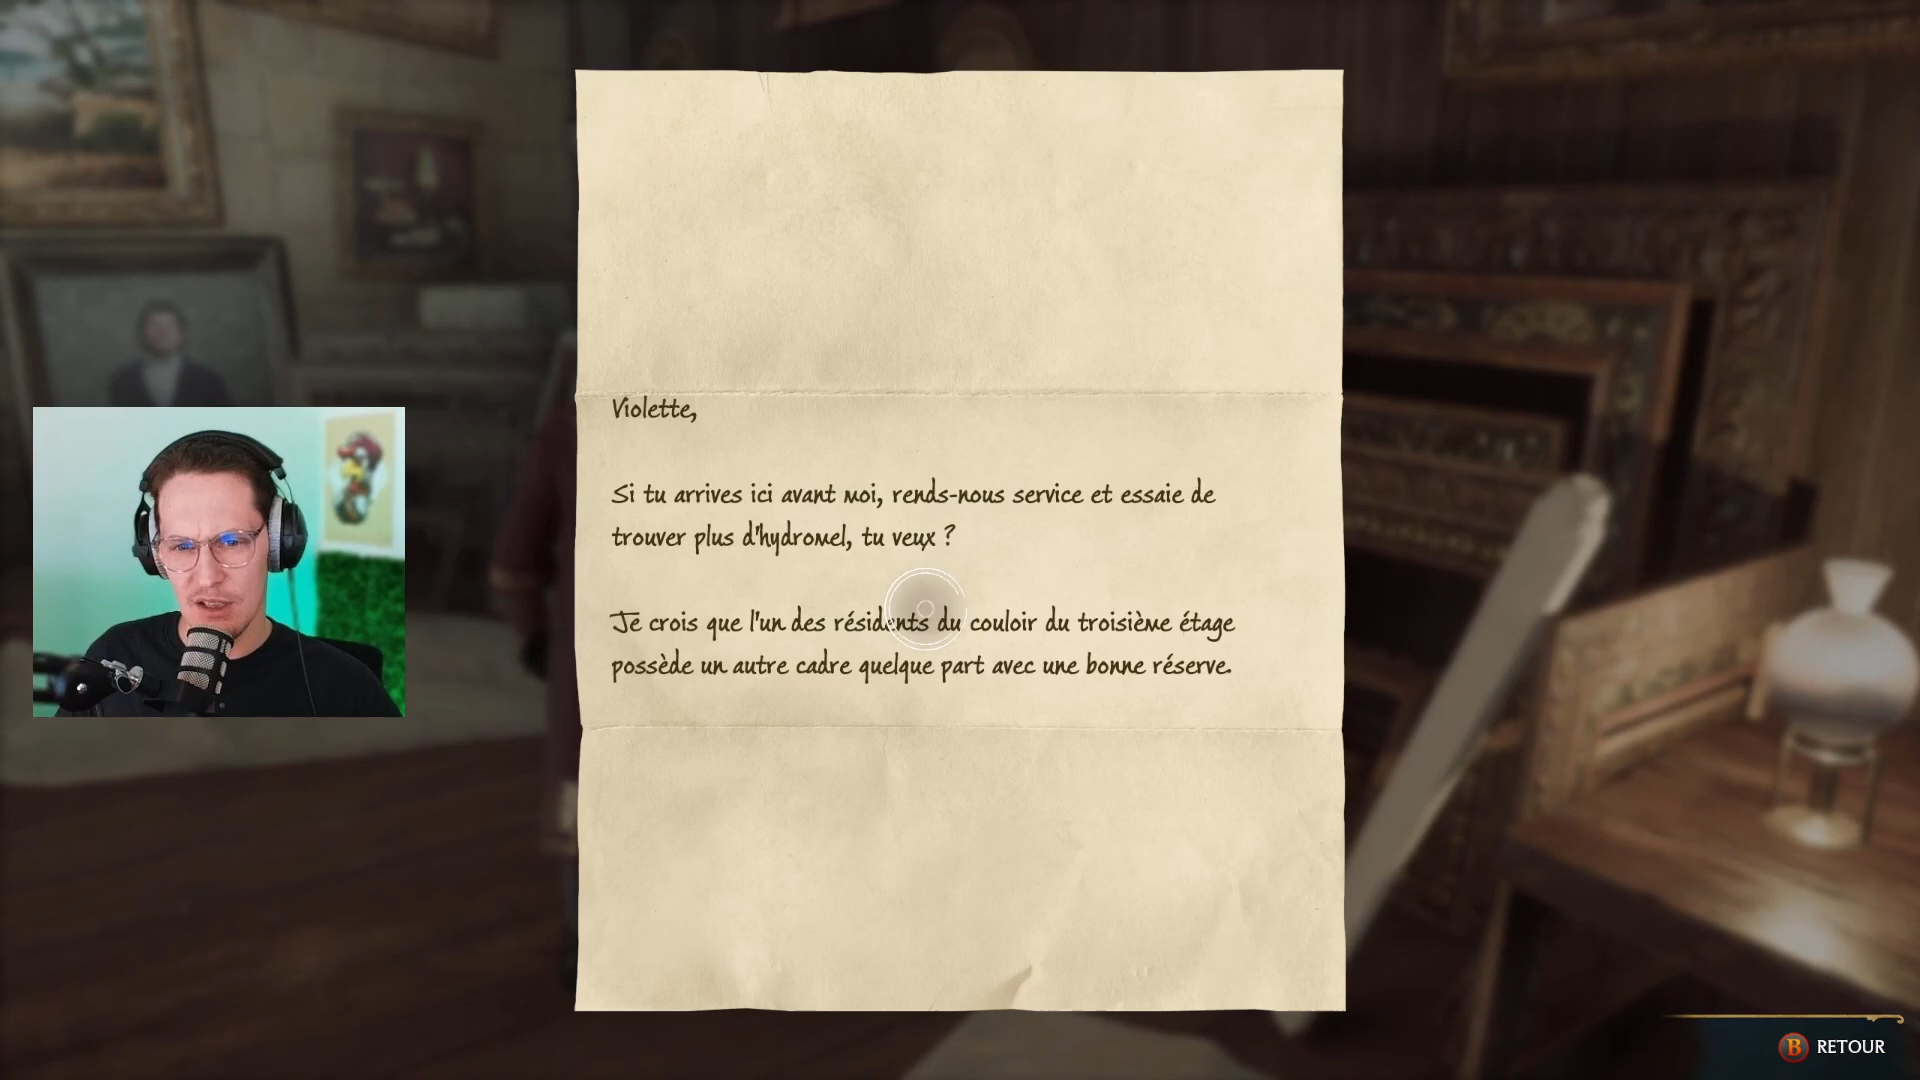 Violette,
Si tu arrives ici avant moi, rends-nous service et essaie de
trouver plus d'hydromel, tu veux ?
Je crois que l'un des résidents du couloir du troisième étage
possède un autre cadre quelque part avec une bonne réserve.
B RETOUR